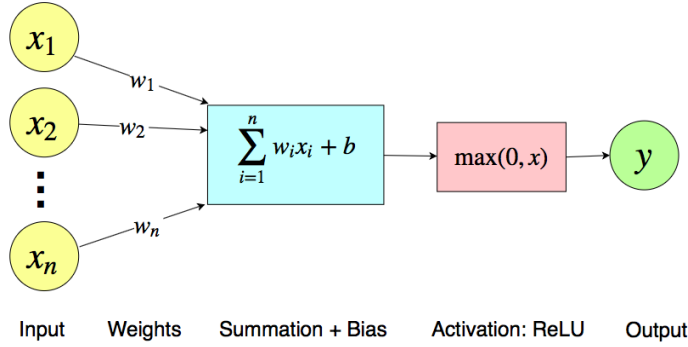 x₁
w₁
x₂
w₂
n
∑ wᵢxᵢ + b
i=1
max(0, x)
y
wₙ
xₙ
Input Weights Summation + Bias Activation: ReLU Output